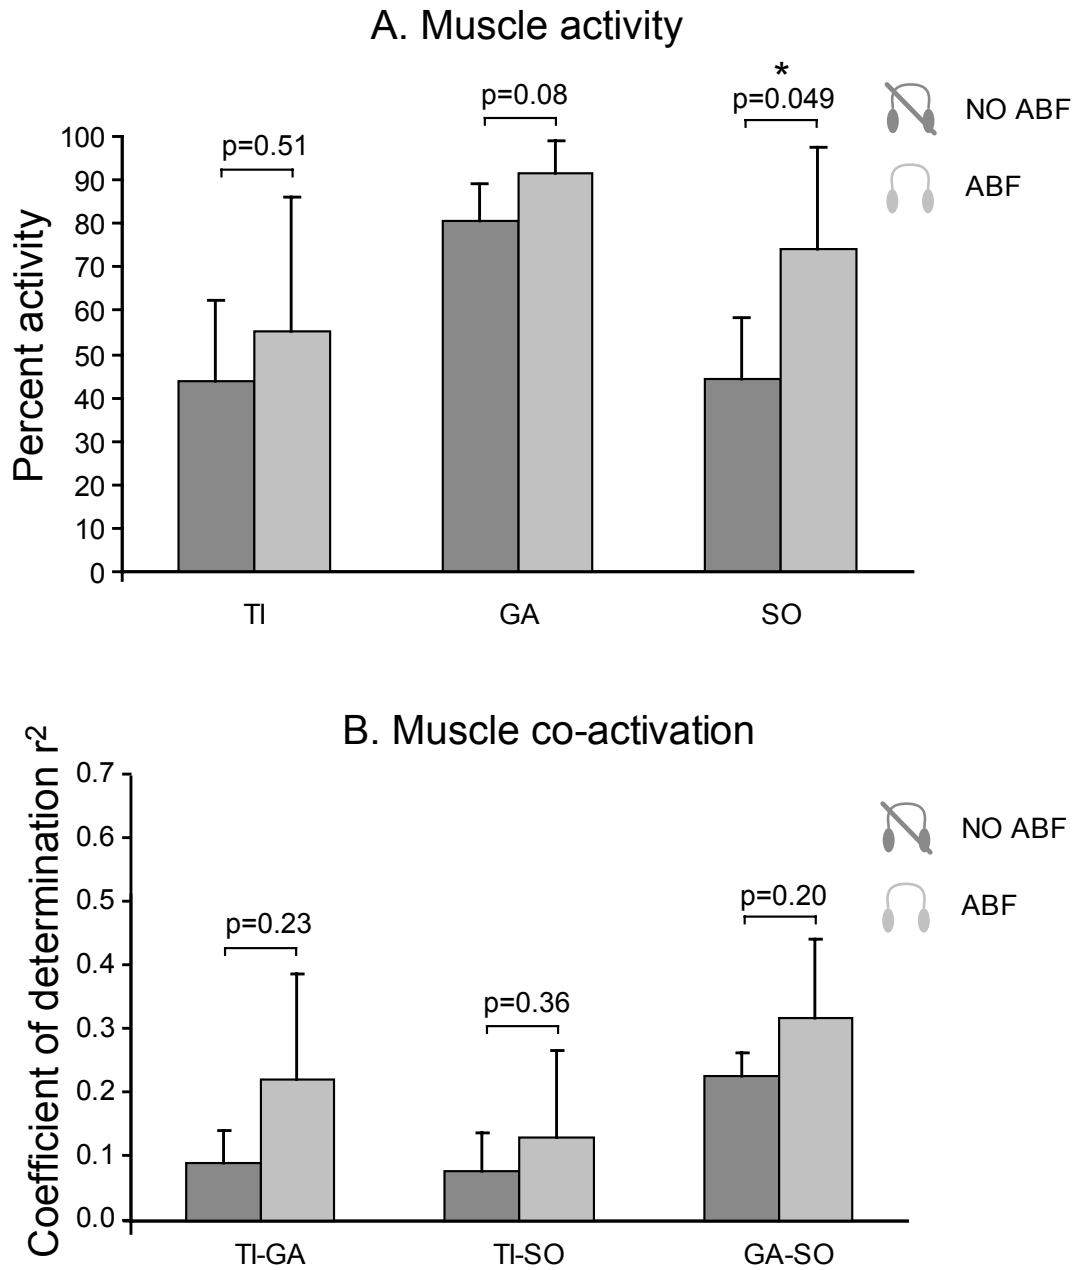 A. Muscle activity
*
p=0.51
p=0.08
p=0.049
NO ABF
ABF
Percent activity
100
90
80
70
60
50
40
30
20
10
0
TI
GA
SO
B. Muscle co-activation
Coefficient of determination r²
0.7
0.6
0.5
0.4
0.3
0.2
0.1
0.0
p=0.23
p=0.36
p=0.20
NO ABF
ABF
TI-GA
TI-SO
GA-SO